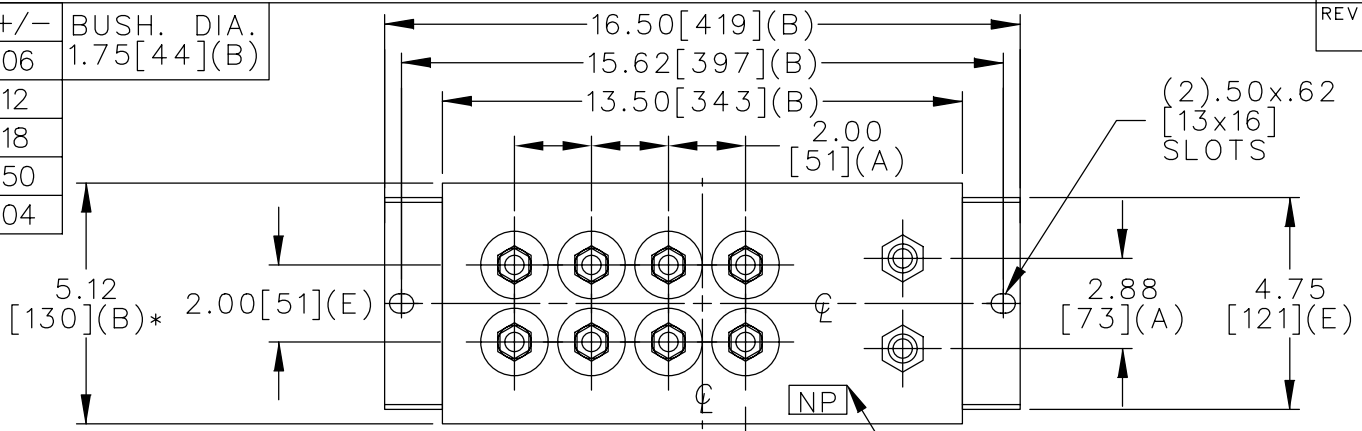 +/-
06
12
18
50
04
BUSH. DIA.
1.75[44](B)
16.50[419](B)
15.62[397](B)
13.50[343](B)
2.00
[51](A)
REV
(2).50x.62
[13x16]
SLOTS
5.12
[130](B)*
2.00[51](E)
2.88
[73](A)
4.75
[121](E)
℄
℄
NP